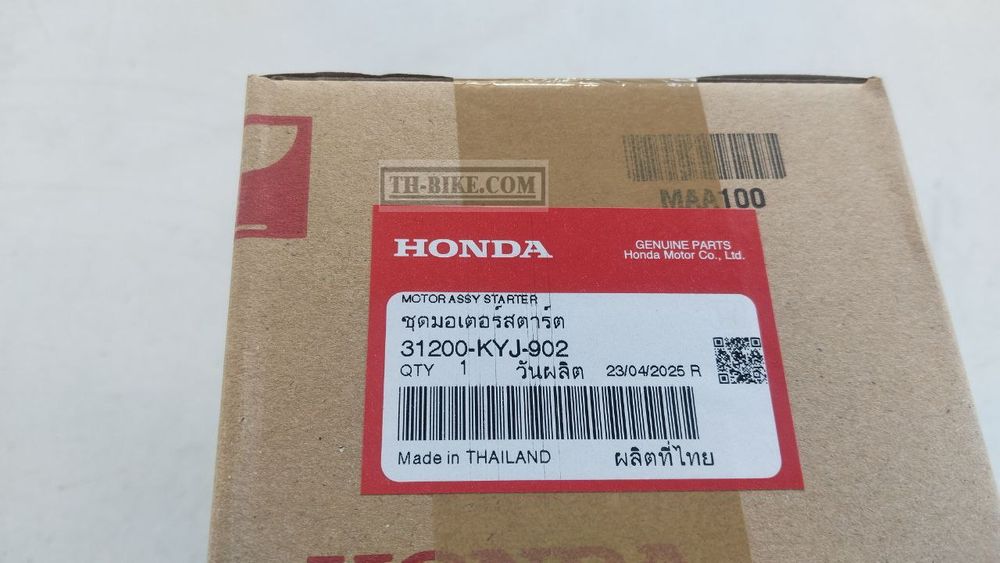 MAA100
TH-BIKE.COM
HONDA
GENUINE PARTS
Honda Motor Co., Ltd.
MOTOR ASSY STARTER
ชุดมอเตอร์สตาร์ต
31200-KYJ-902
QTY 1 วันผลิต 23/04/2025 R
Made in THAILAND ผลิตที่ไทย
HONDA